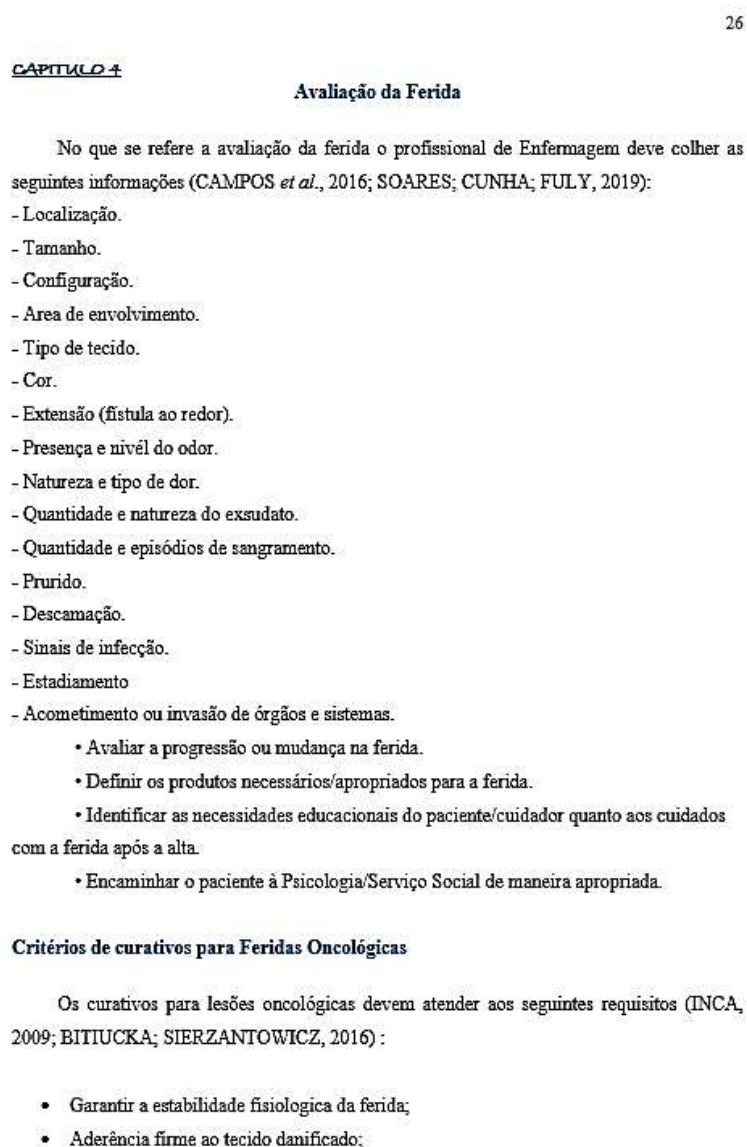 26
CAPITULO 4
Avaliação da Ferida
No que se refere a avaliação da ferida o profissional de Enfermagem deve colher as
seguintes informações (CAMPOS et al., 2016; SOARES; CUNHA; FULY, 2019):
- Localização.
- Tamanho.
- Configuração.
- Area de envolvimento.
- Tipo de tecido.
- Cor.
- Extensão (fístula ao redor).
- Presença e nivél do odor.
- Natureza e tipo de dor.
- Quantidade e natureza do exsudato.
- Quantidade e episódios de sangramento.
- Prurido.
- Descamação.
- Sinais de infecção.
- Estadiamento
- Acometimento ou invasão de órgãos e sistemas.
• Avaliar a progressão ou mudança na ferida.
• Definir os produtos necessários/apropriados para a ferida.
• Identificar as necessidades educacionais do paciente/cuidador quanto aos cuidados
com a ferida após a alta.
• Encaminhar o paciente à Psicologia/Serviço Social de maneira apropriada.
Critérios de curativos para Feridas Oncológicas
Os curativos para lesões oncológicas devem atender aos seguintes requisitos (INCA,
2009; BITIUCKA; SIERZANTOWICZ, 2016) :
• Garantir a estabilidade fisiologica da ferida;
• Aderência firme ao tecido danificado;